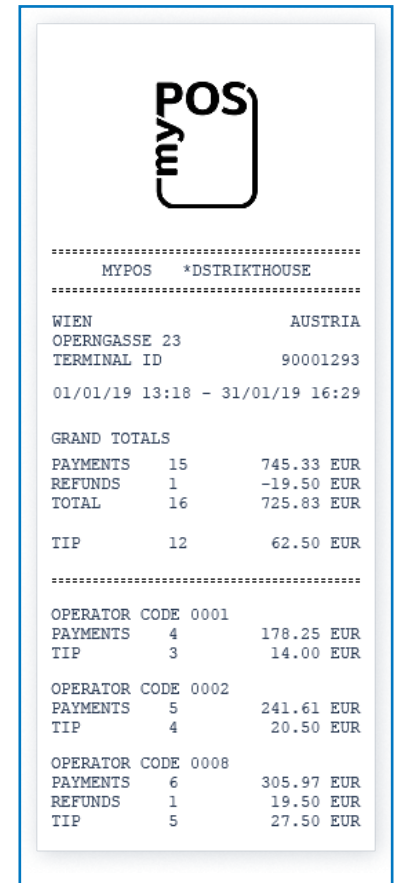 myPOS
MYPOS *DSTRIKTHOUSE
WIEN AUSTRIA
OPERNGASSE 23
TERMINAL ID 90001293
01/01/19 13:18 - 31/01/19 16:29
GRAND TOTALS
PAYMENTS 15 745.33 EUR
REFUNDS 1 -19.50 EUR
TOTAL 16 725.83 EUR
TIP 12 62.50 EUR
OPERATOR CODE 0001
PAYMENTS 4 178.25 EUR
TIP 3 14.00 EUR
OPERATOR CODE 0002
PAYMENTS 5 241.61 EUR
TIP 4 20.50 EUR
OPERATOR CODE 0008
PAYMENTS 6 305.97 EUR
REFUNDS 1 19.50 EUR
TIP 5 27.50 EUR